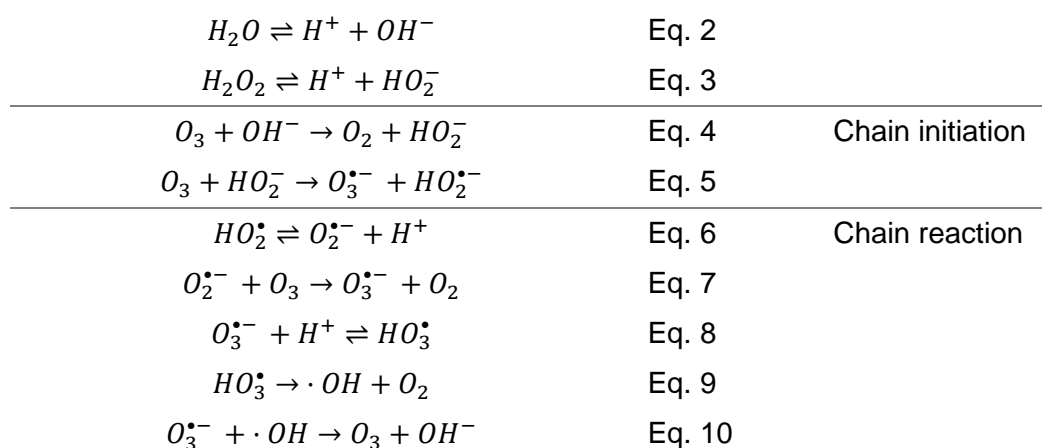 H₂O ⇌ H⁺ + OH⁻ Eq. 2
H₂O₂ ⇌ H⁺ + HO₂⁻ Eq. 3
O₃ + OH⁻ → O₂ + HO₂⁻ Eq. 4 Chain initiation
O₃ + HO₂⁻ → O₃•⁻ + HO₂•⁻ Eq. 5
HO₂• ⇌ O₂•⁻ + H⁺ Eq. 6 Chain reaction
O₂•⁻ + O₃ → O₃•⁻ + O₂ Eq. 7
O₃•⁻ + H⁺ ⇌ HO₃• Eq. 8
HO₃• → · OH + O₂ Eq. 9
O₃•⁻ + · OH → O₃ + OH⁻ Eq. 10